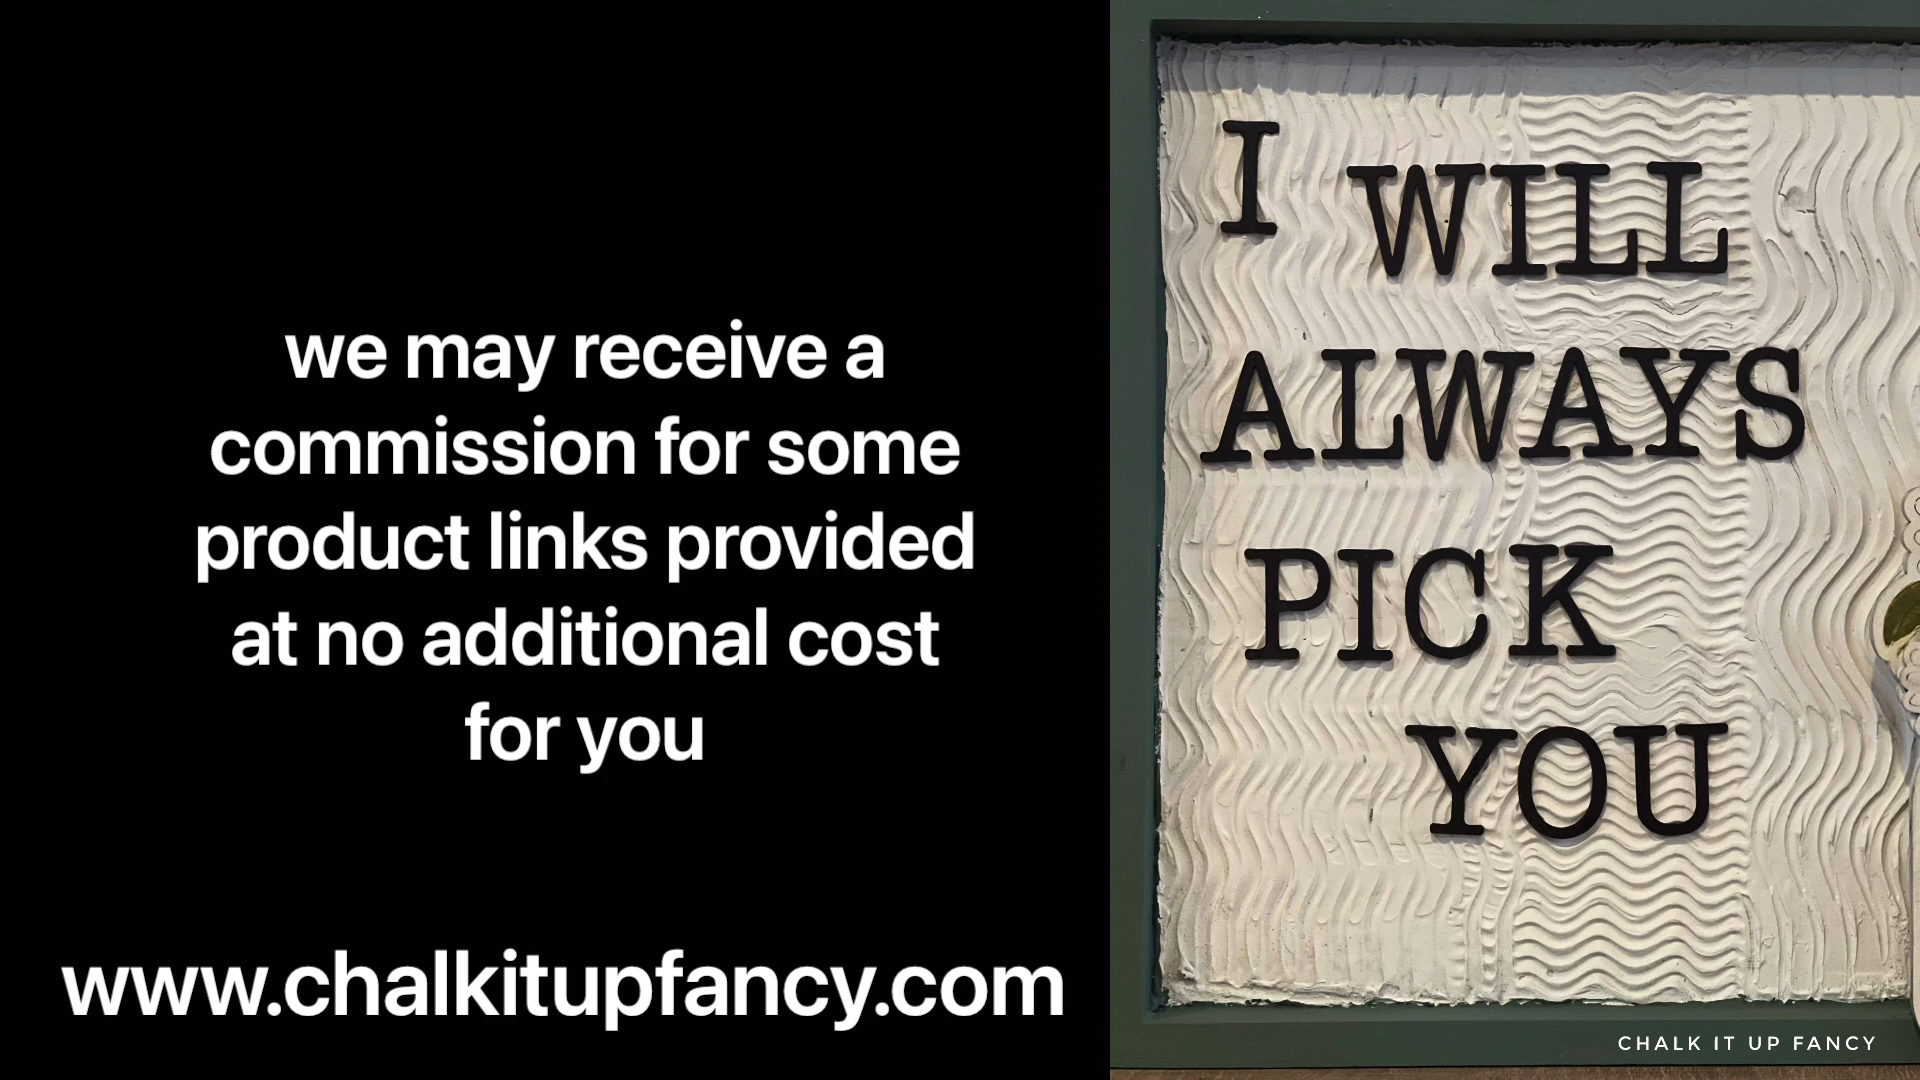 we may receive a
commission for some
product links provided
at no additional cost
for you
www.chalkitupfancy.com
I WILL
ALWAYS
PICK
YOU
CHALK IT UP FANCY